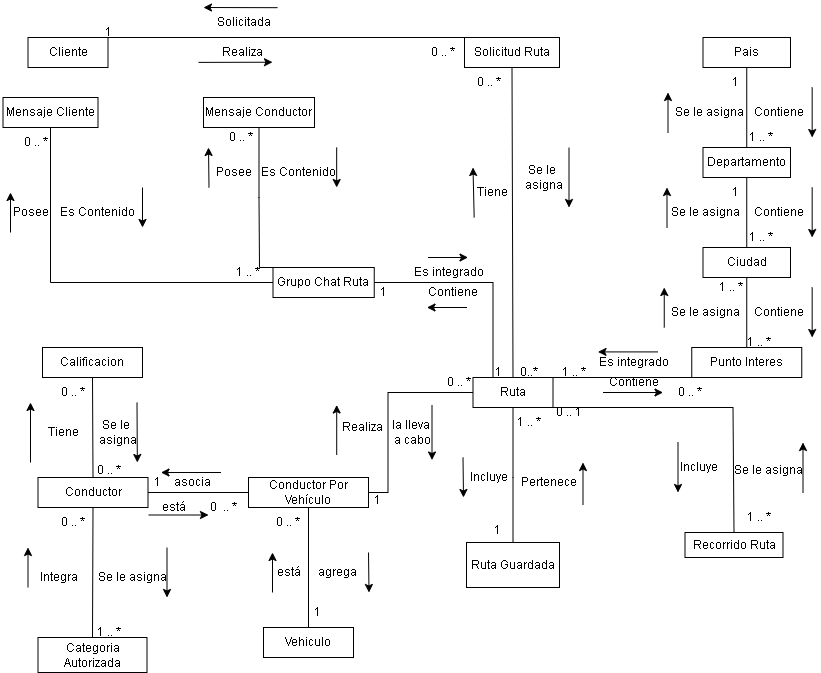 Solicitada
1
Cliente
Realiza
0 .. *
Solicitud Ruta
0 .. *
Pais
1
Se le asigna
Contiene
1 .. *
Departamento
1
Se le asigna
Contiene
1 .. *
Ciudad
1 .. *
Se le asigna
Contiene
1 .. *
Punto Interes
Mensaje Cliente
0 .. *
Posee
Es Contenido
Mensaje Conductor
0 .. *
Posee
Es Contenido
Tiene
Se le
asigna
1 .. *
Grupo Chat Ruta
1
Es integrado
Contiene
1
0..*
1 .. *
Es integrado
Contiene
0 .. *
0 .. *
Ruta
0 .. 1
Calificacion
0 .. *
Tiene
Se le
asigna
0 .. *
Conductor
1
asocia
está
0 .. *
Conductor Por
Vehículo
1
Realiza
la lleva
a cabo
1 .. *
Incluye
Pertenece
1
Ruta Guardada
Incluye
Se le asigna
1 .. *
Recorrido Ruta
0 .. *
Integra
Se le asigna
1 .. *
Categoria
Autorizada
0 .. *
está
agrega
1
Vehiculo